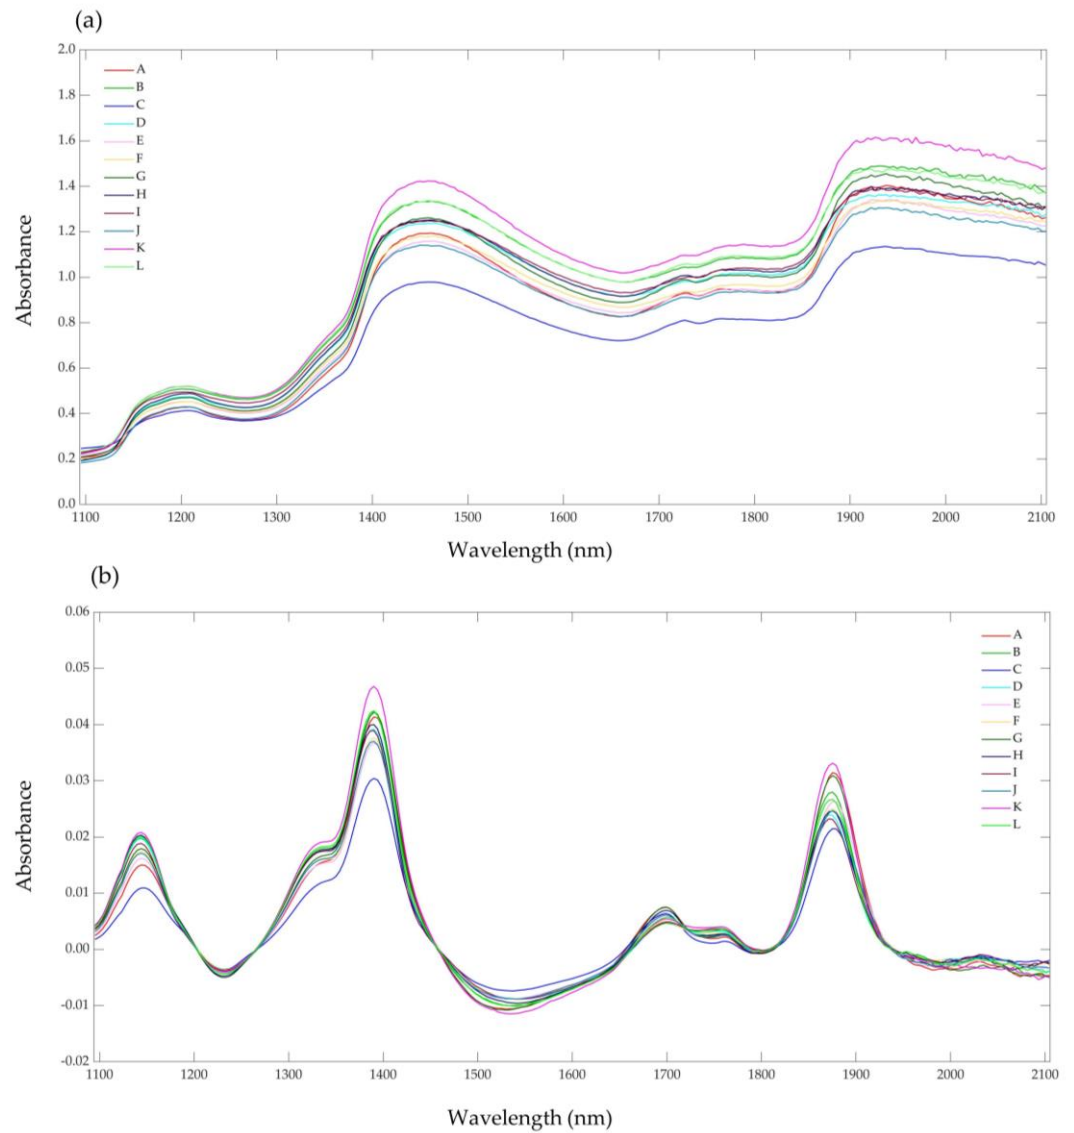 (a)
2.0
1.8
1.6
1.4
1.2
1.0
0.8
0.6
0.4
0.2
0.0
Absorbance
A
B
C
D
E
F
G
H
I
J
K
L
1100 1200 1300 1400 1500 1600 1700 1800 1900 2000 2100
Wavelength (nm)
(b)
0.06
0.05
0.04
0.03
0.02
0.01
0.00
-0.01
-0.02
Absorbance
A
B
C
D
E
F
G
H
I
J
K
L
1100 1200 1300 1400 1500 1600 1700 1800 1900 2000 2100
Wavelength (nm)